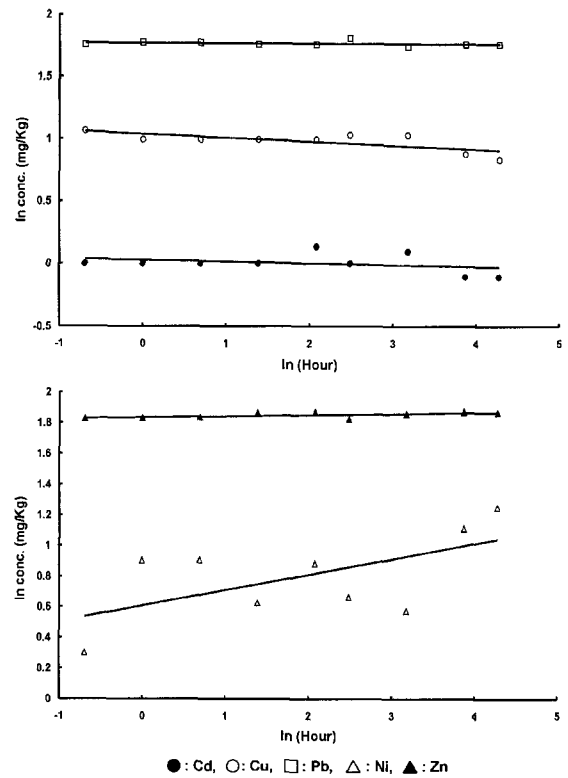 2
1.5
1
0.5
0
-0.5
ln conc. (mg/Kg)
-1 0 1 2 3 4 5
ln (Hour)
2
1.8
1.6
1.4
1.2
1
0.8
0.6
0.4
0.2
0
ln conc. (mg/Kg)
-1 0 1 2 3 4 5
ln (Hour)
● : Cd, ○ : Cu, □ : Pb, △ : Ni, ▲ : Zn